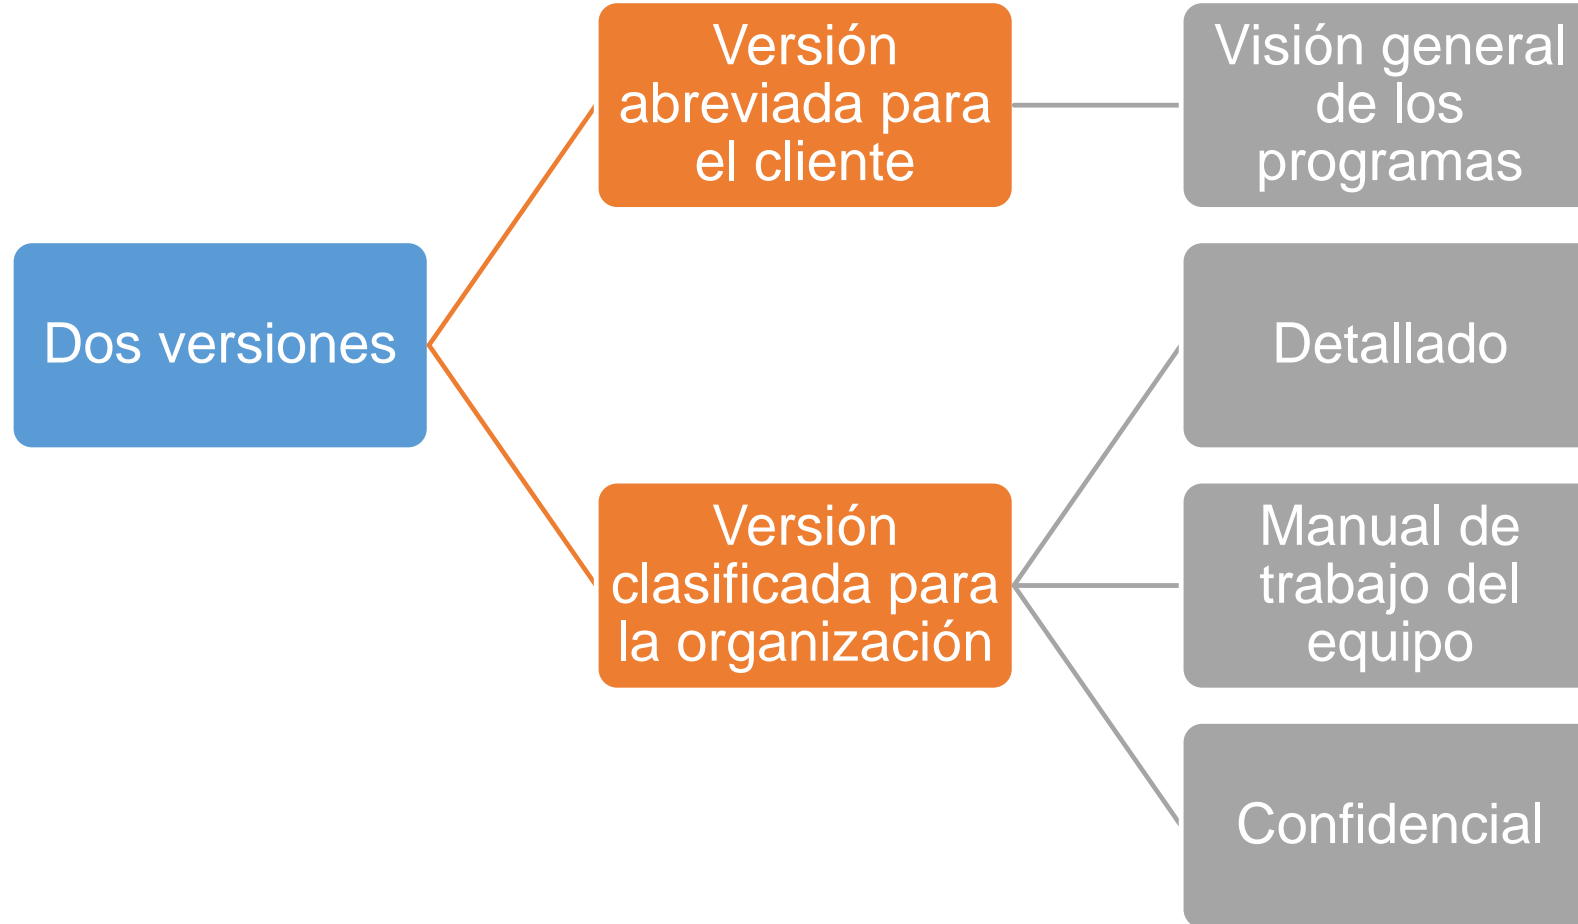 Versión
abreviada para
el cliente
Visión general
de los
programas
Dos versiones
Detallado
Versión
clasificada para
la organización
Manual de
trabajo del
equipo
Confidencial